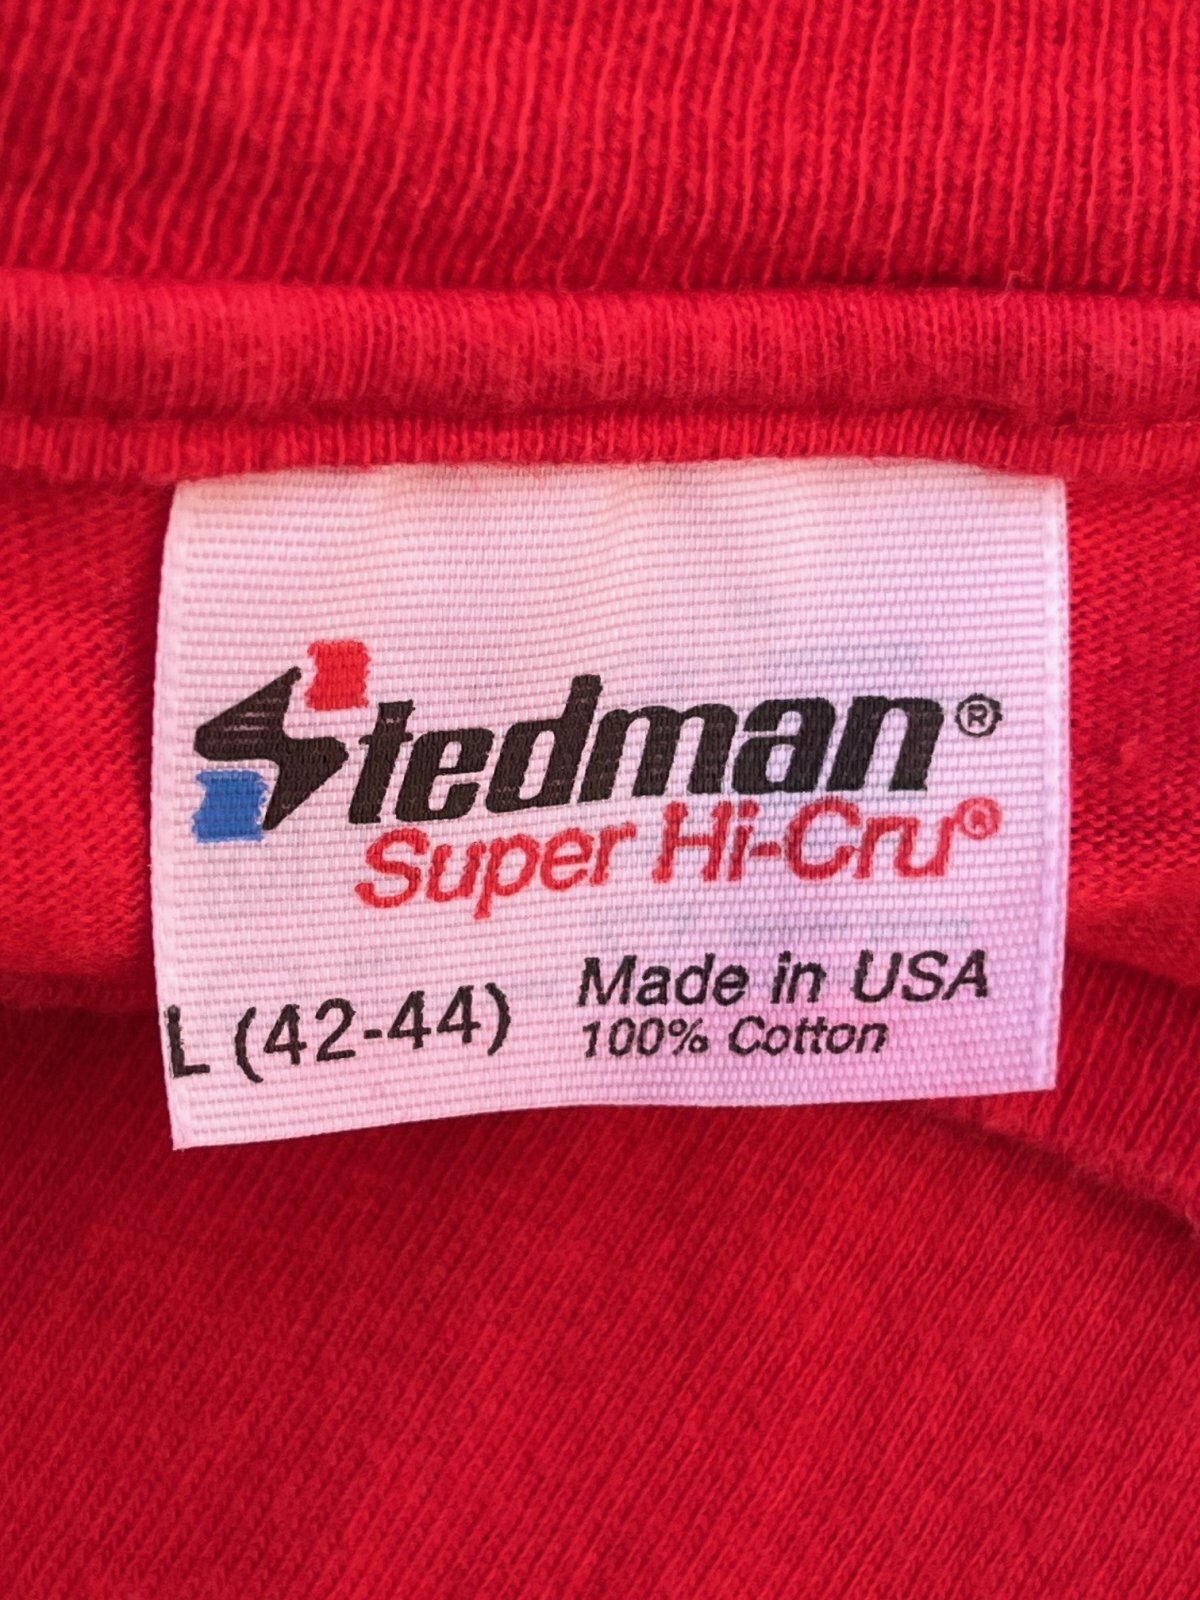 Stedman®
Super Hi-Cru®
L (42-44)
Made in USA
100% Cotton